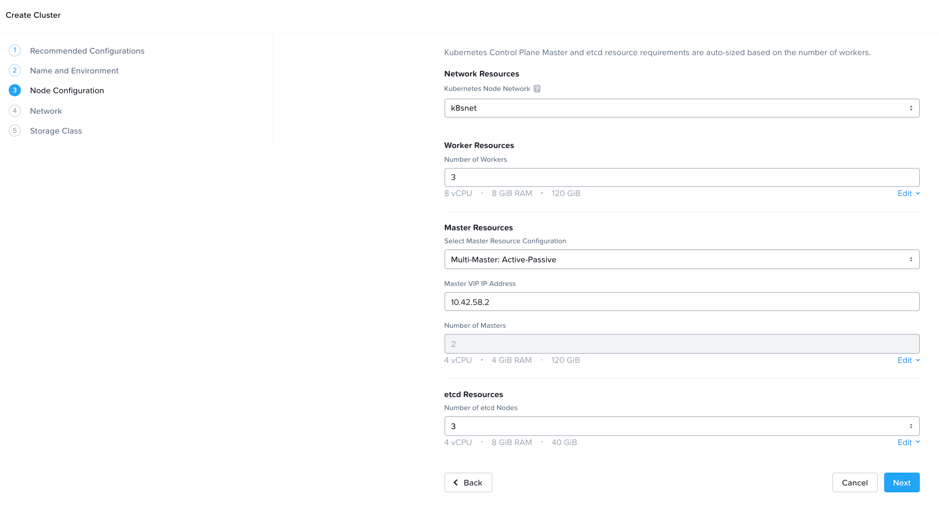 Create Cluster
1 Recommended Configurations
2 Name and Environment
3 Node Configuration
4 Network
5 Storage Class
Kubernetes Control Plane Master and etcd resource requirements are auto-sized based on the number of workers.
Network Resources
Kubernetes Node Network ?
k8snet
Worker Resources
Number of Workers
3
8 vCPU · 8 GiB RAM · 120 GiB Edit
Master Resources
Select Master Resource Configuration
Multi-Master: Active-Passive
Master VIP IP Address
10.42.58.2
Number of Masters
2
4 vCPU · 4 GiB RAM · 120 GiB Edit
etcd Resources
Number of etcd Nodes
3
4 vCPU · 8 GiB RAM · 40 GiB Edit
Back Cancel Next